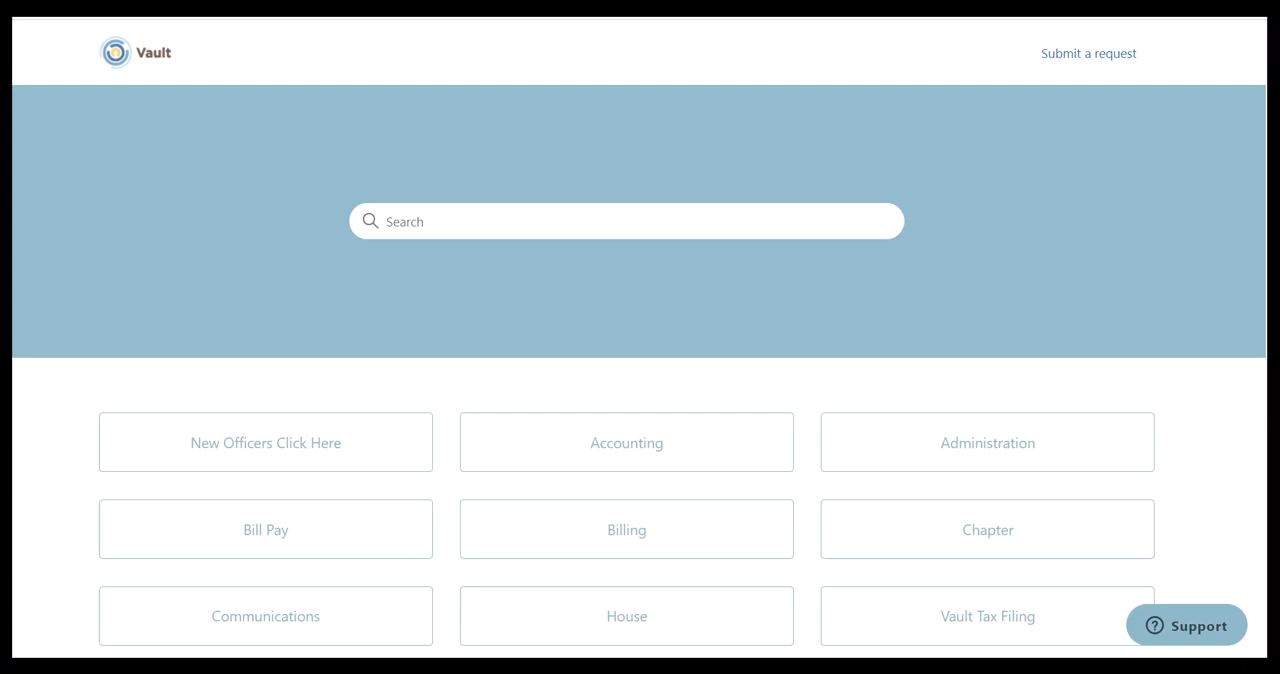 Vault
Submit a request
Search
New Officers Click Here
Accounting
Administration
Bill Pay
Billing
Chapter
Communications
House
Vault Tax Filing
Support